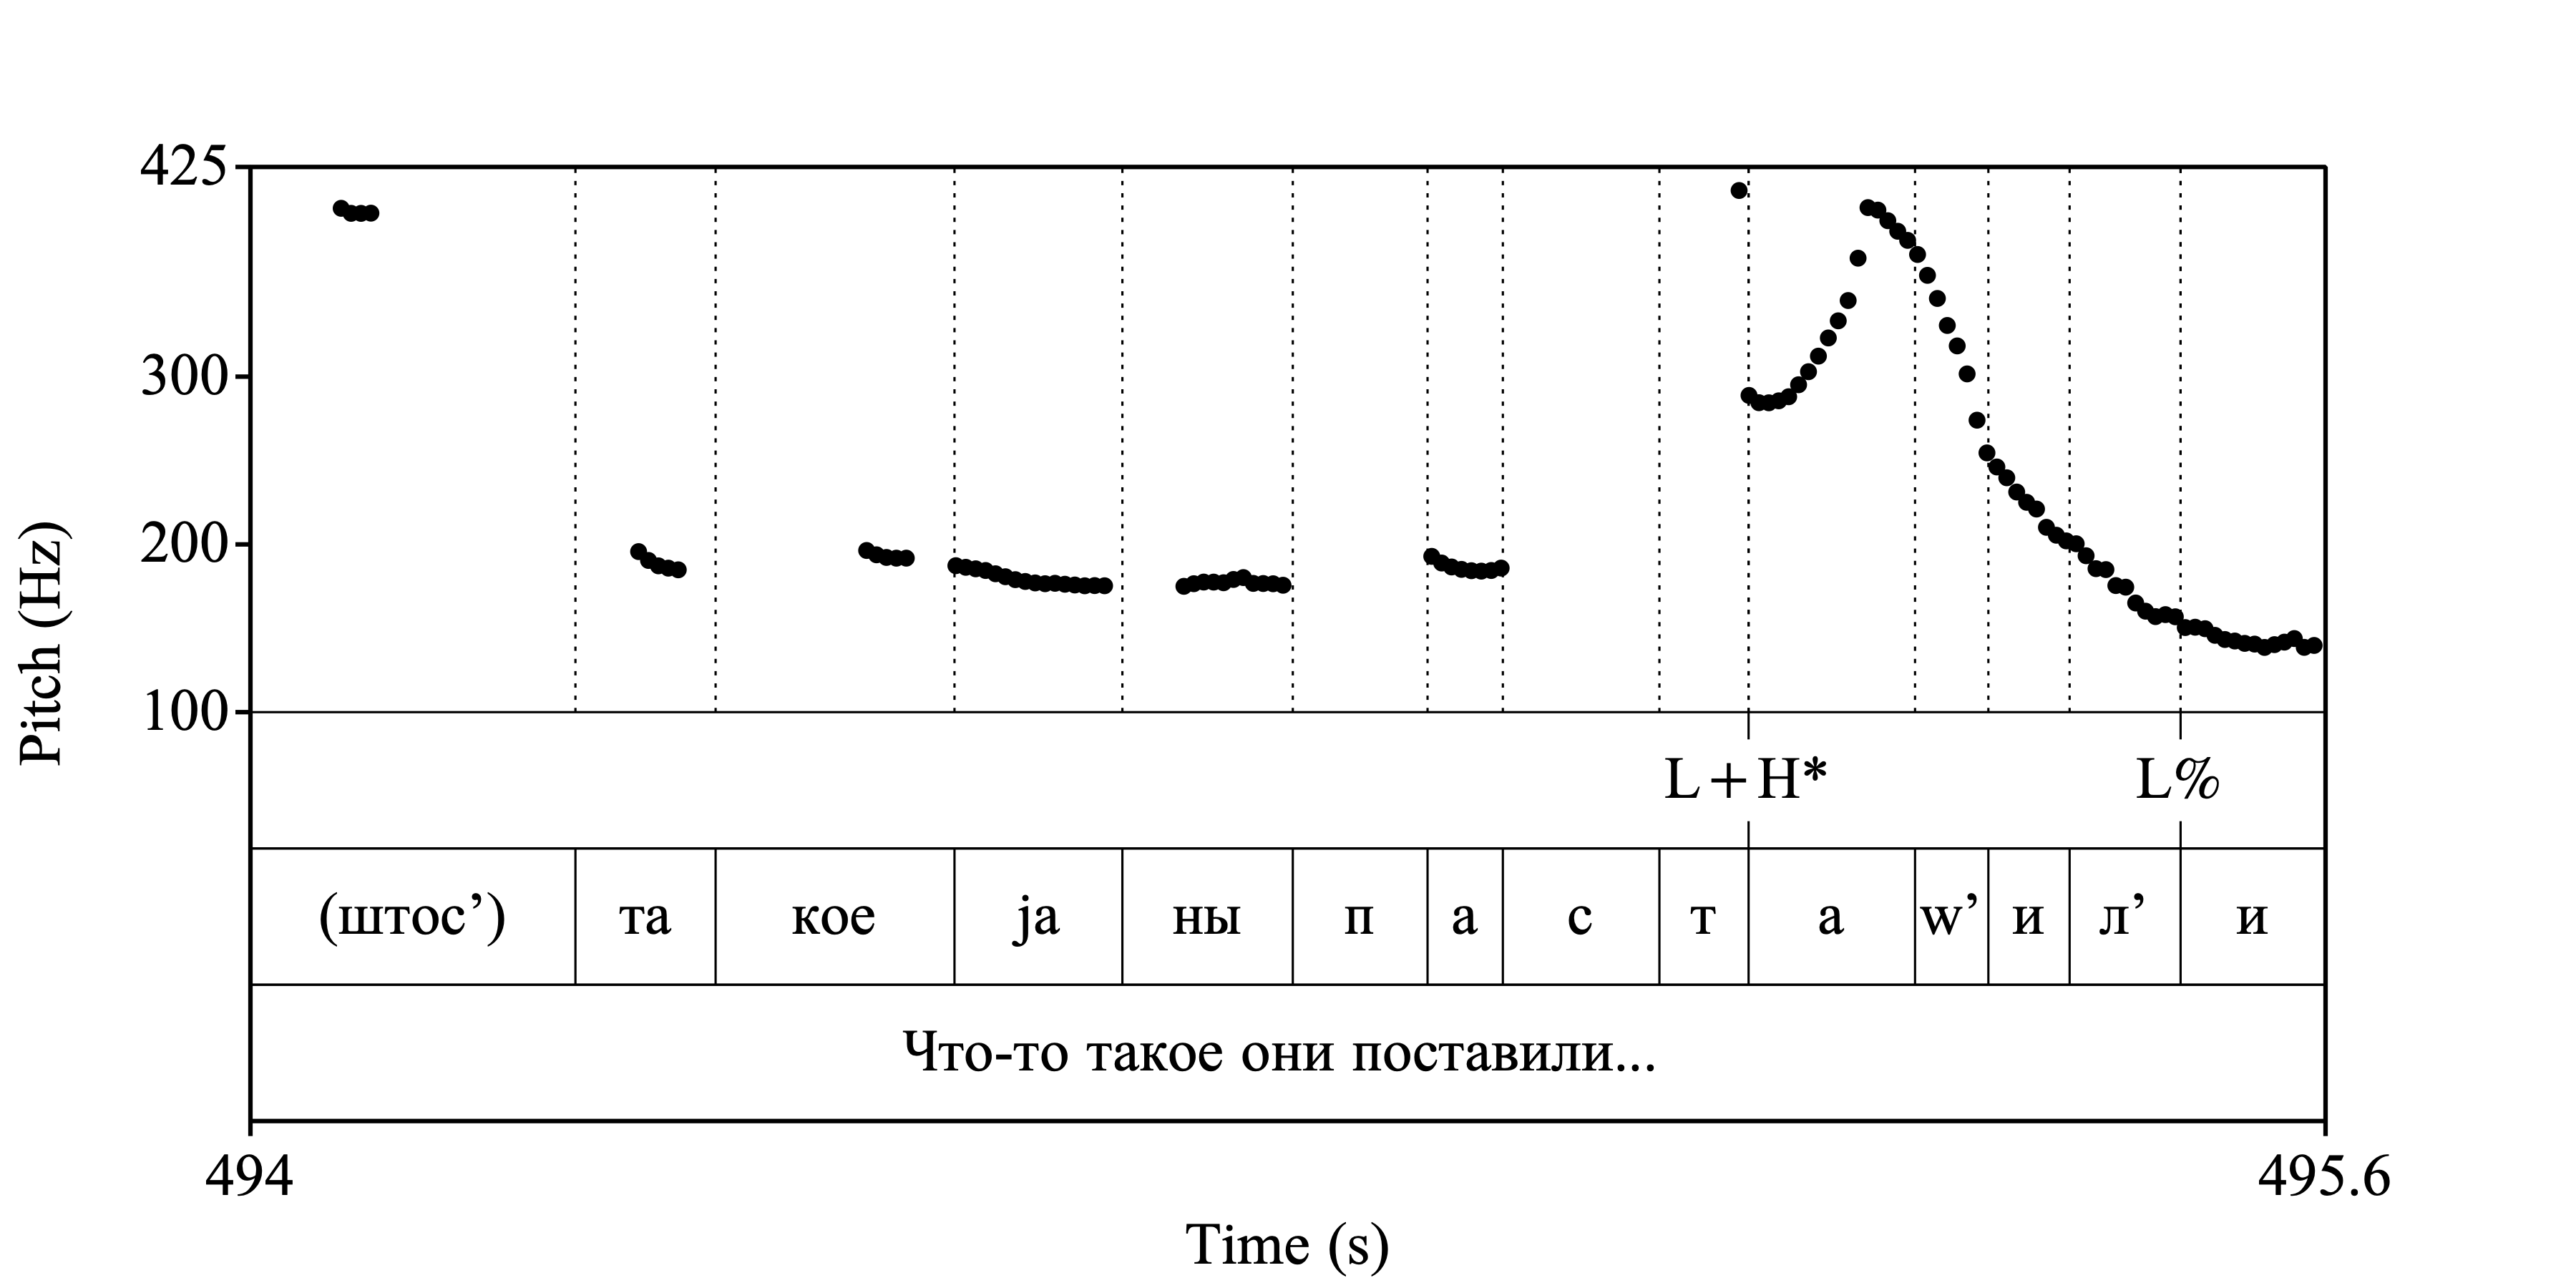 425
300
200
100
Pitch (Hz)
L+H* L%
(штос’) та кое jа ны п а с т а w’ и л’ и
Что-то такое они поставили...
494 495.6
Time (s)